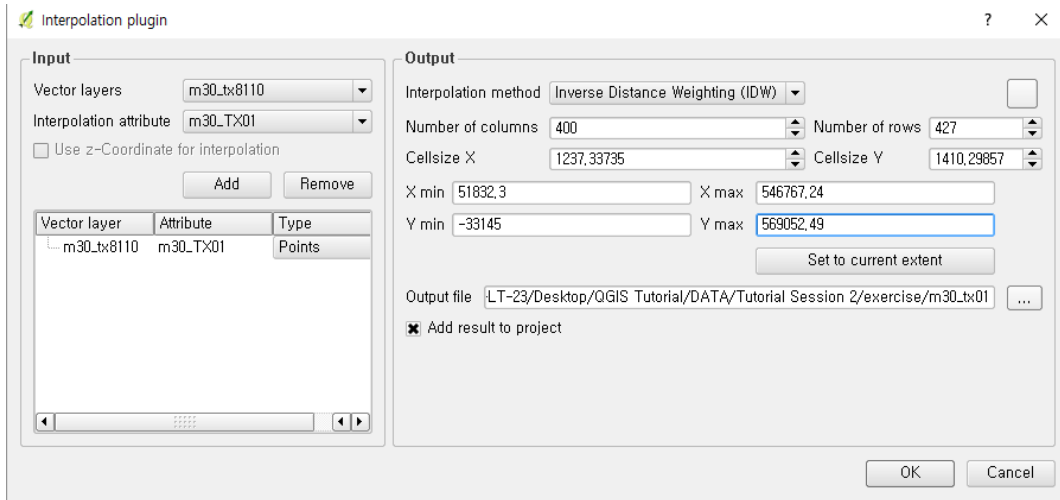 Interpolation plugin
?
Input
Vector layers m30_tx8110
Interpolation attribute m30_TX01
Use z-Coordinate for interpolation
Add Remove
Vector layer Attribute Type
m30_tx8110 m30_TX01 Points
Output
Interpolation method Inverse Distance Weighting (IDW)
Number of columns 400 Number of rows 427
Cellsize X 1237,33735 Cellsize Y 1410,29857
X min 51832,3 X max 546767,24
Y min -33145 Y max 569052,49
Set to current extent
Output file LT-23/Desktop/QGIS Tutorial/DATA/Tutorial Session 2/exercise/m30_tx01 ...
Add result to project
OK Cancel